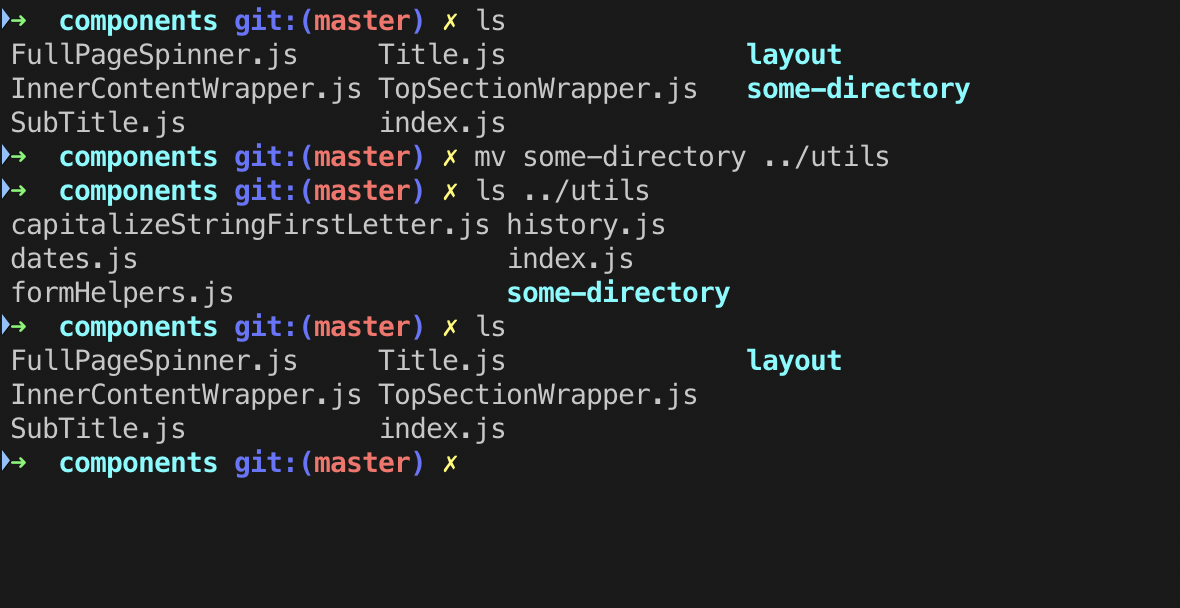 ➜  components git:(master) ✗ ls
FullPageSpinner.js     Title.js               layout
InnerContentWrapper.js TopSectionWrapper.js   some-directory
SubTitle.js            index.js
➜  components git:(master) ✗ mv some-directory ../utils
➜  components git:(master) ✗ ls ../utils
capitalizeStringFirstLetter.js history.js
dates.js                       index.js
formHelpers.js                 some-directory
➜  components git:(master) ✗ ls
FullPageSpinner.js     Title.js               layout
InnerContentWrapper.js TopSectionWrapper.js
SubTitle.js            index.js
➜  components git:(master) ✗